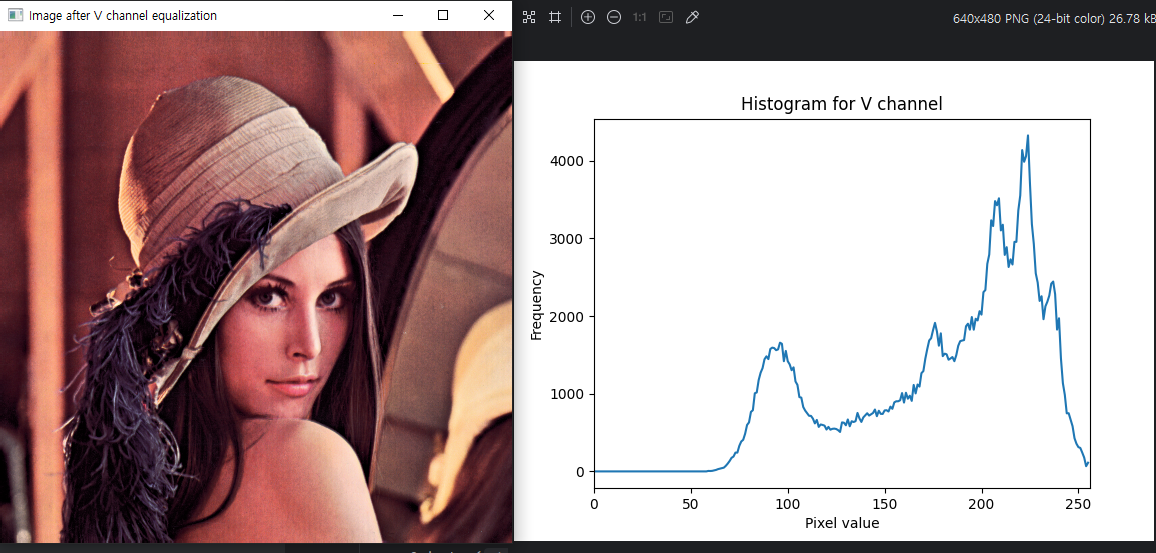 Image after V channel equalization
1:1
640x480 PNG (24-bit color) 26.78 kB
Histogram for V channel
4000
3000
2000
1000
0
Frequency
0 50 100 150 200 250
Pixel value